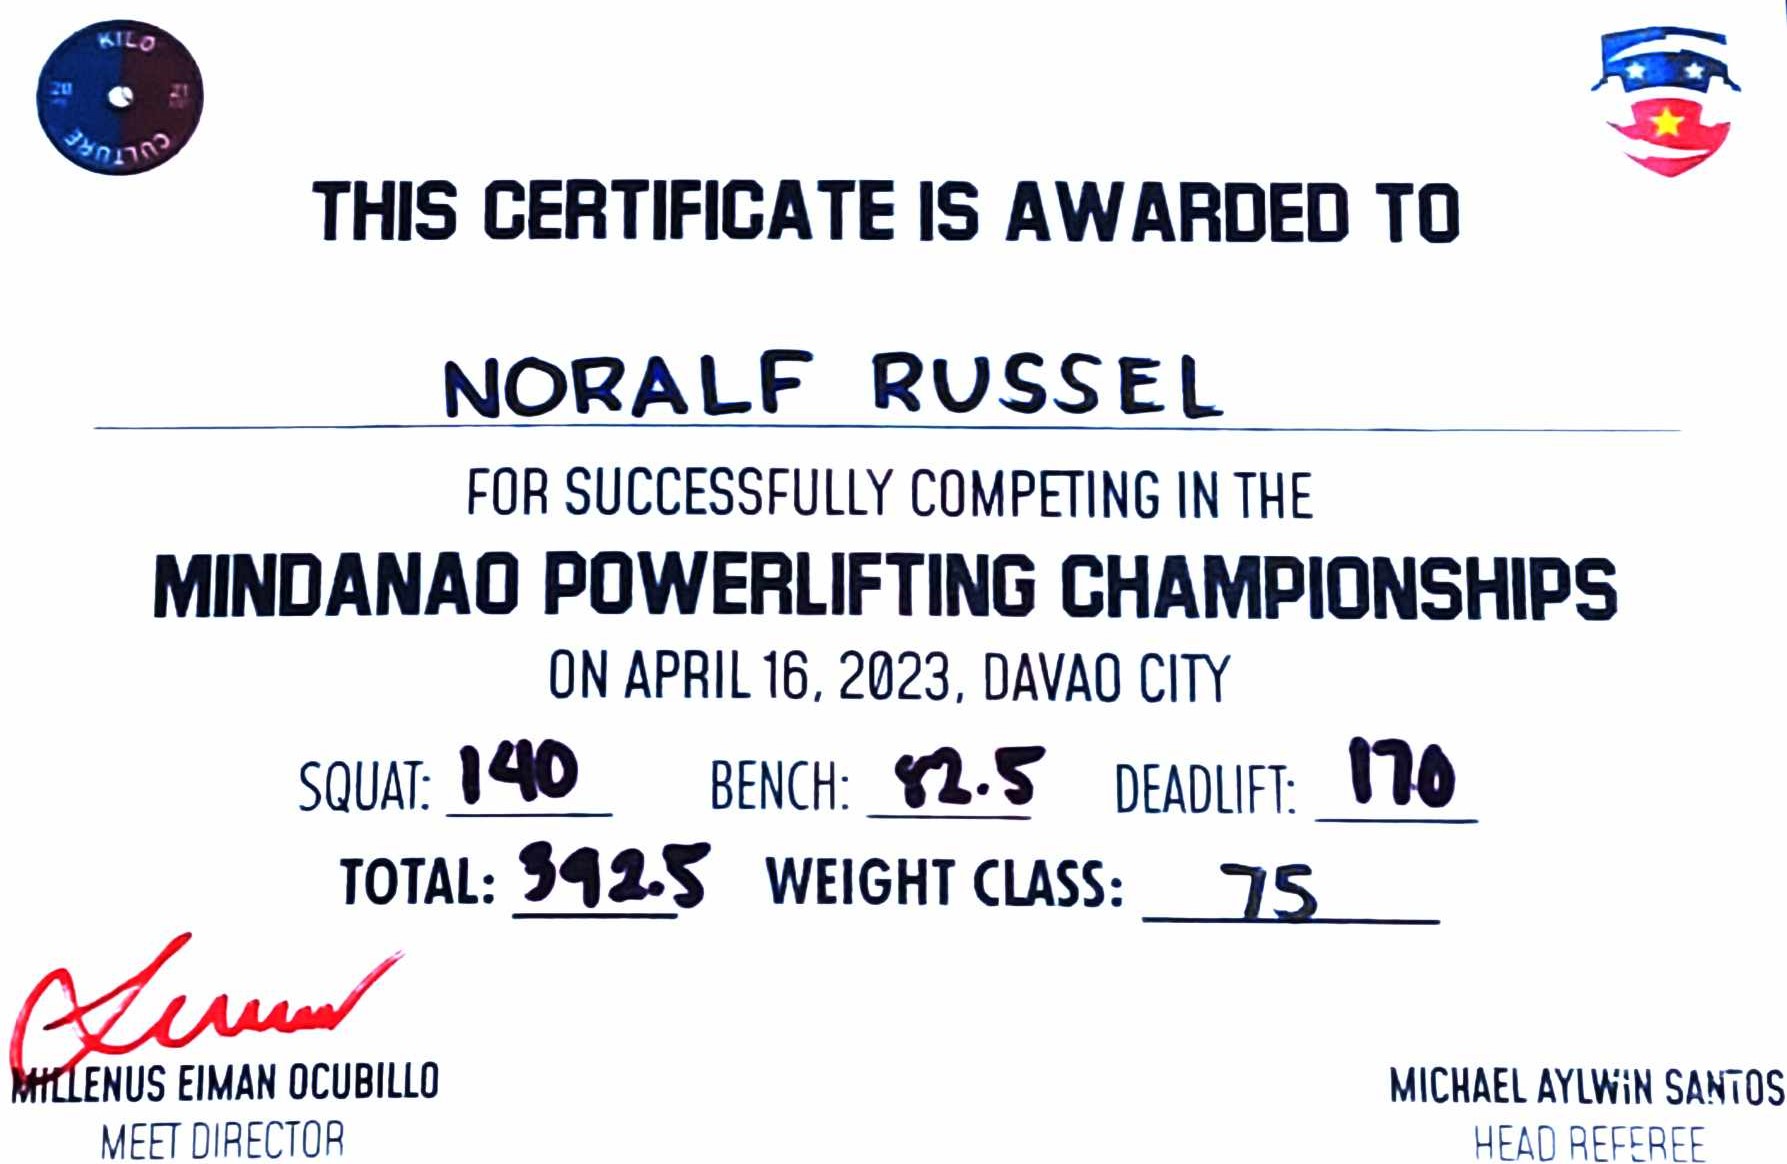 KILO
20 21
CULTURE
THIS CERTIFICATE IS AWARDED TO
NORALF RUSSEL
FOR SUCCESSFULLY COMPETING IN THE
MINDANAO POWERLIFTING CHAMPIONSHIPS
ON APRIL 16, 2023, DAVAO CITY
SQUAT: 140 BENCH: 82.5 DEADLIFT: 170
TOTAL: 392.5 WEIGHT CLASS: 75
MILLENUS EIMAN OCUBILLO MICHAEL AYLWIN SANTOS
MEET DIRECTOR HEAD REFEREE